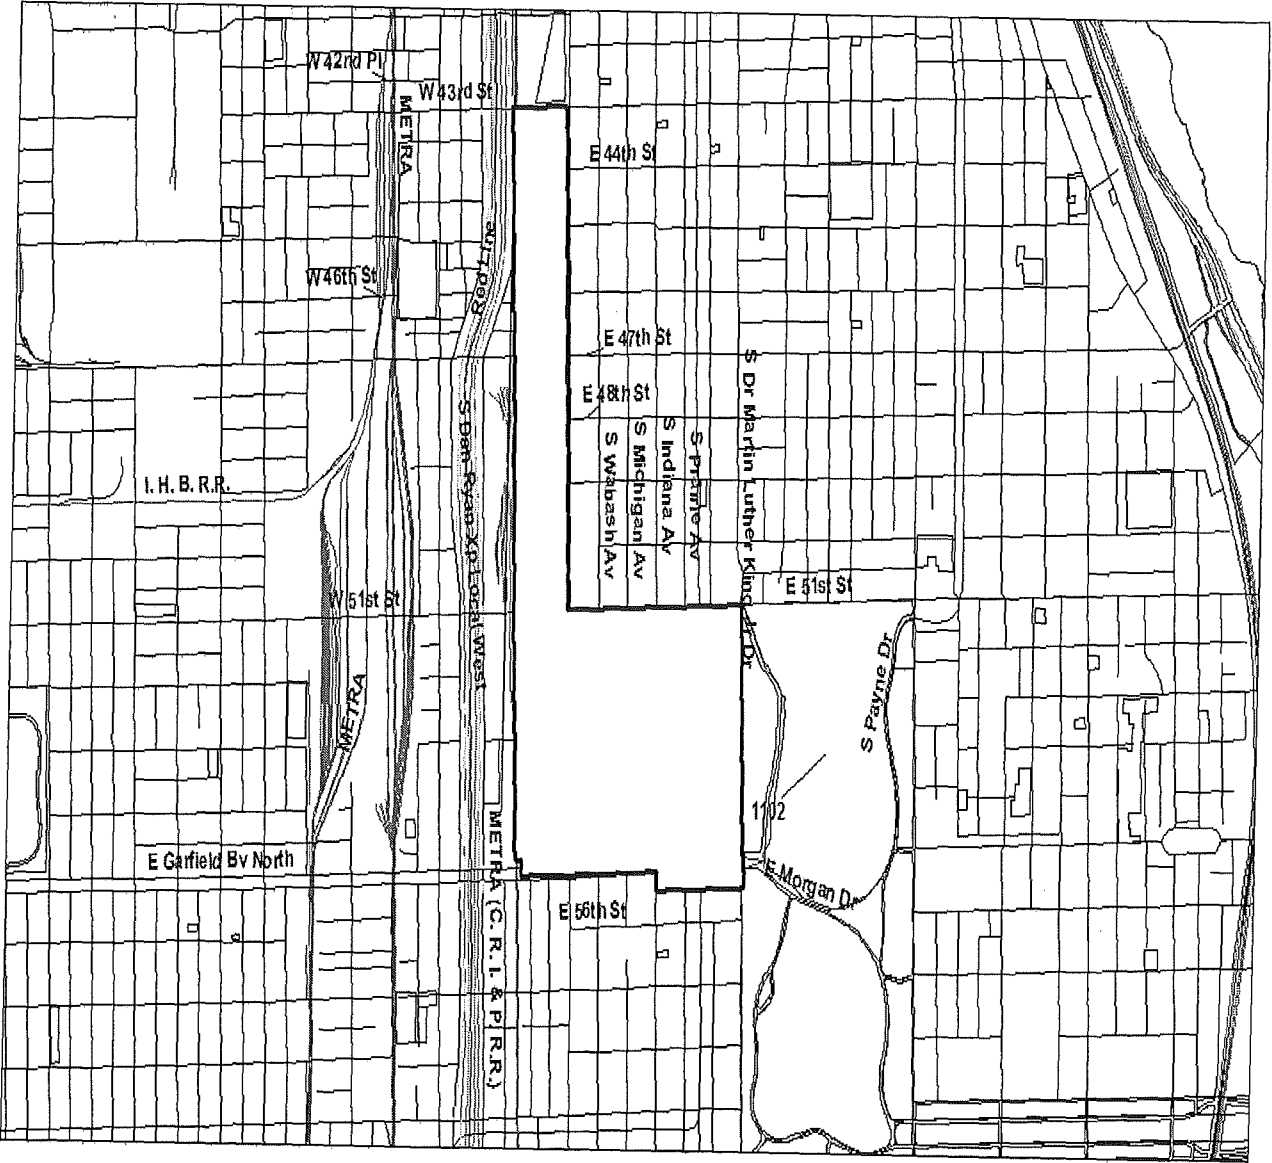 W 42nd Pl
W 43rd St
METRA
E 44th St
Red Line
W 46th St
E 47th St
E 48th St
S Dr Martin Luther King Jr Dr
S Dan Ryan Xp Local West
S Wabash Av
S Michigan Av
S Indiana Av
S Prairie Av
I. H. B. R.R.
E 51st St
W 51st St
S Payne Dr
METRA
1102
METRA (C. R. I. & P. R.R.)
E Garfield Bv North
E Morgan Dr
E 56th St